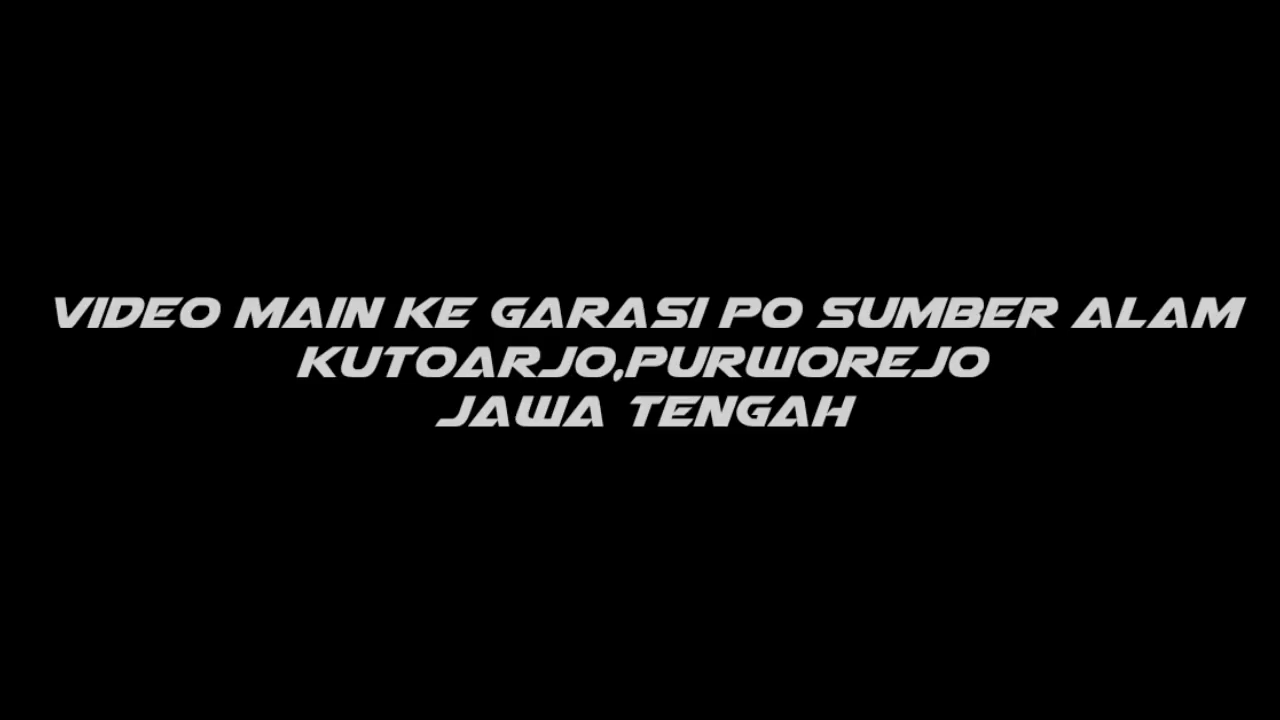 VIDEO MAIN KE GARASI PO SUMBER ALAM
KUTOARJO,PURWOREJO
JAWA TENGAH